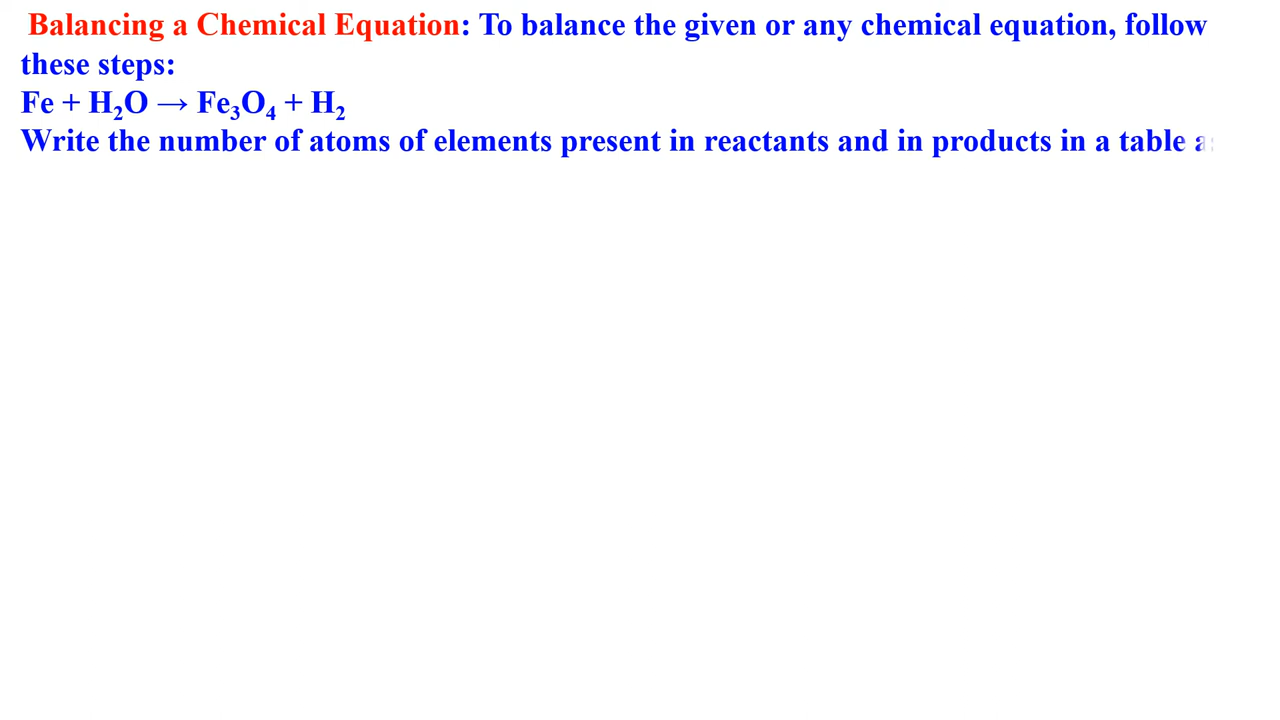 Balancing a Chemical Equation: To balance the given or any chemical equation, follow
these steps:
Fe + H₂O → Fe₃O₄ + H₂
Write the number of atoms of elements present in reactants and in products in a table